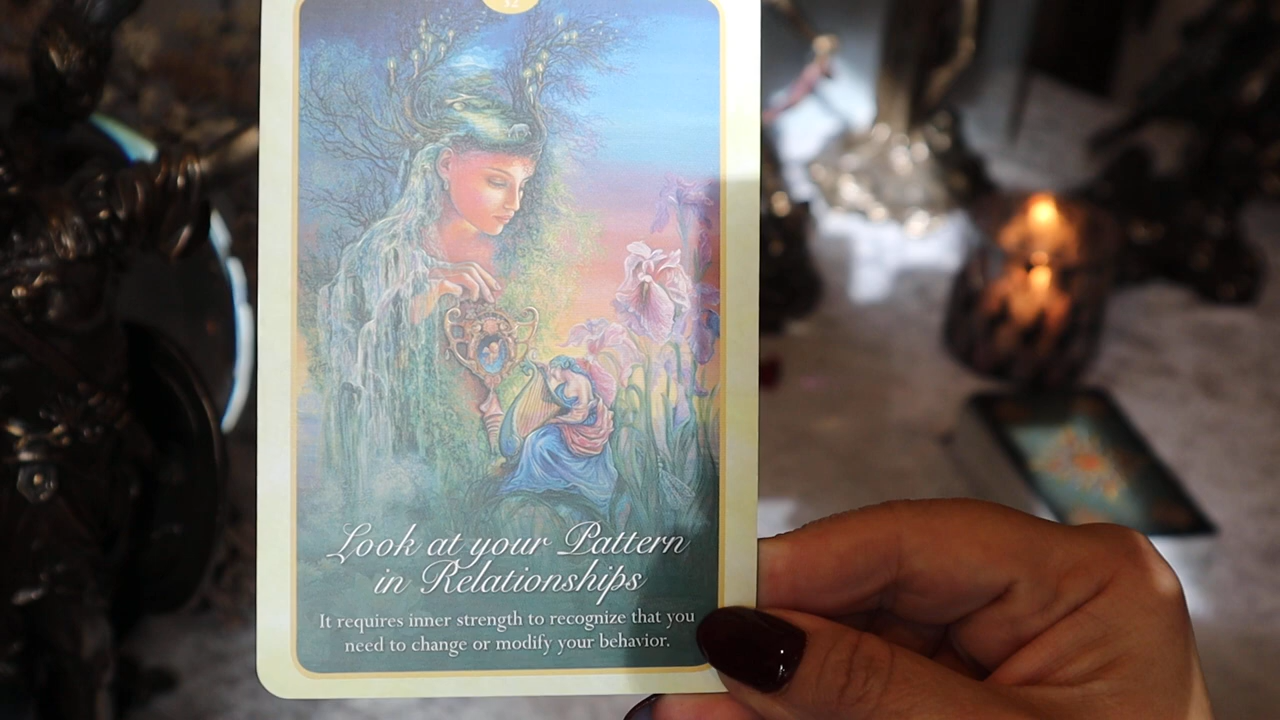 32
Look at your Pattern
in Relationships
It requires inner strength to recognize that you
need to change or modify your behavior.